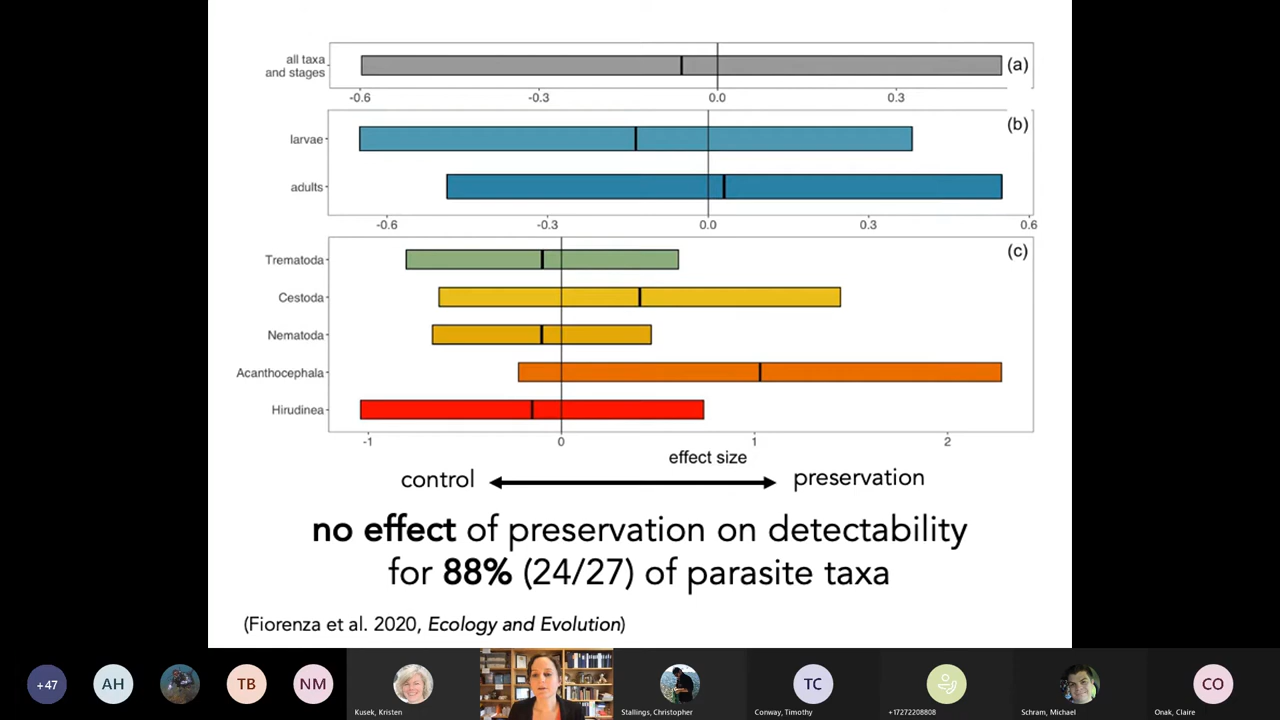 all taxa
and stages
(a)
-0.6 -0.3 0.0 0.3
(b)
larvae
adults
-0.6 -0.3 0.0 0.3 0.6
(c)
Trematoda
Cestoda
Nematoda
Acanthocephala
Hirudinea
-1 0 1 2
effect size
control preservation
no effect of preservation on detectability
for 88% (24/27) of parasite taxa
(Fiorenza et al. 2020, Ecology and Evolution)
+47 AH TB NM TC CO
Kusek, Kristen Stallings, Christopher Conway, Timothy +17272208808 Schram, Michael Onak, Claire